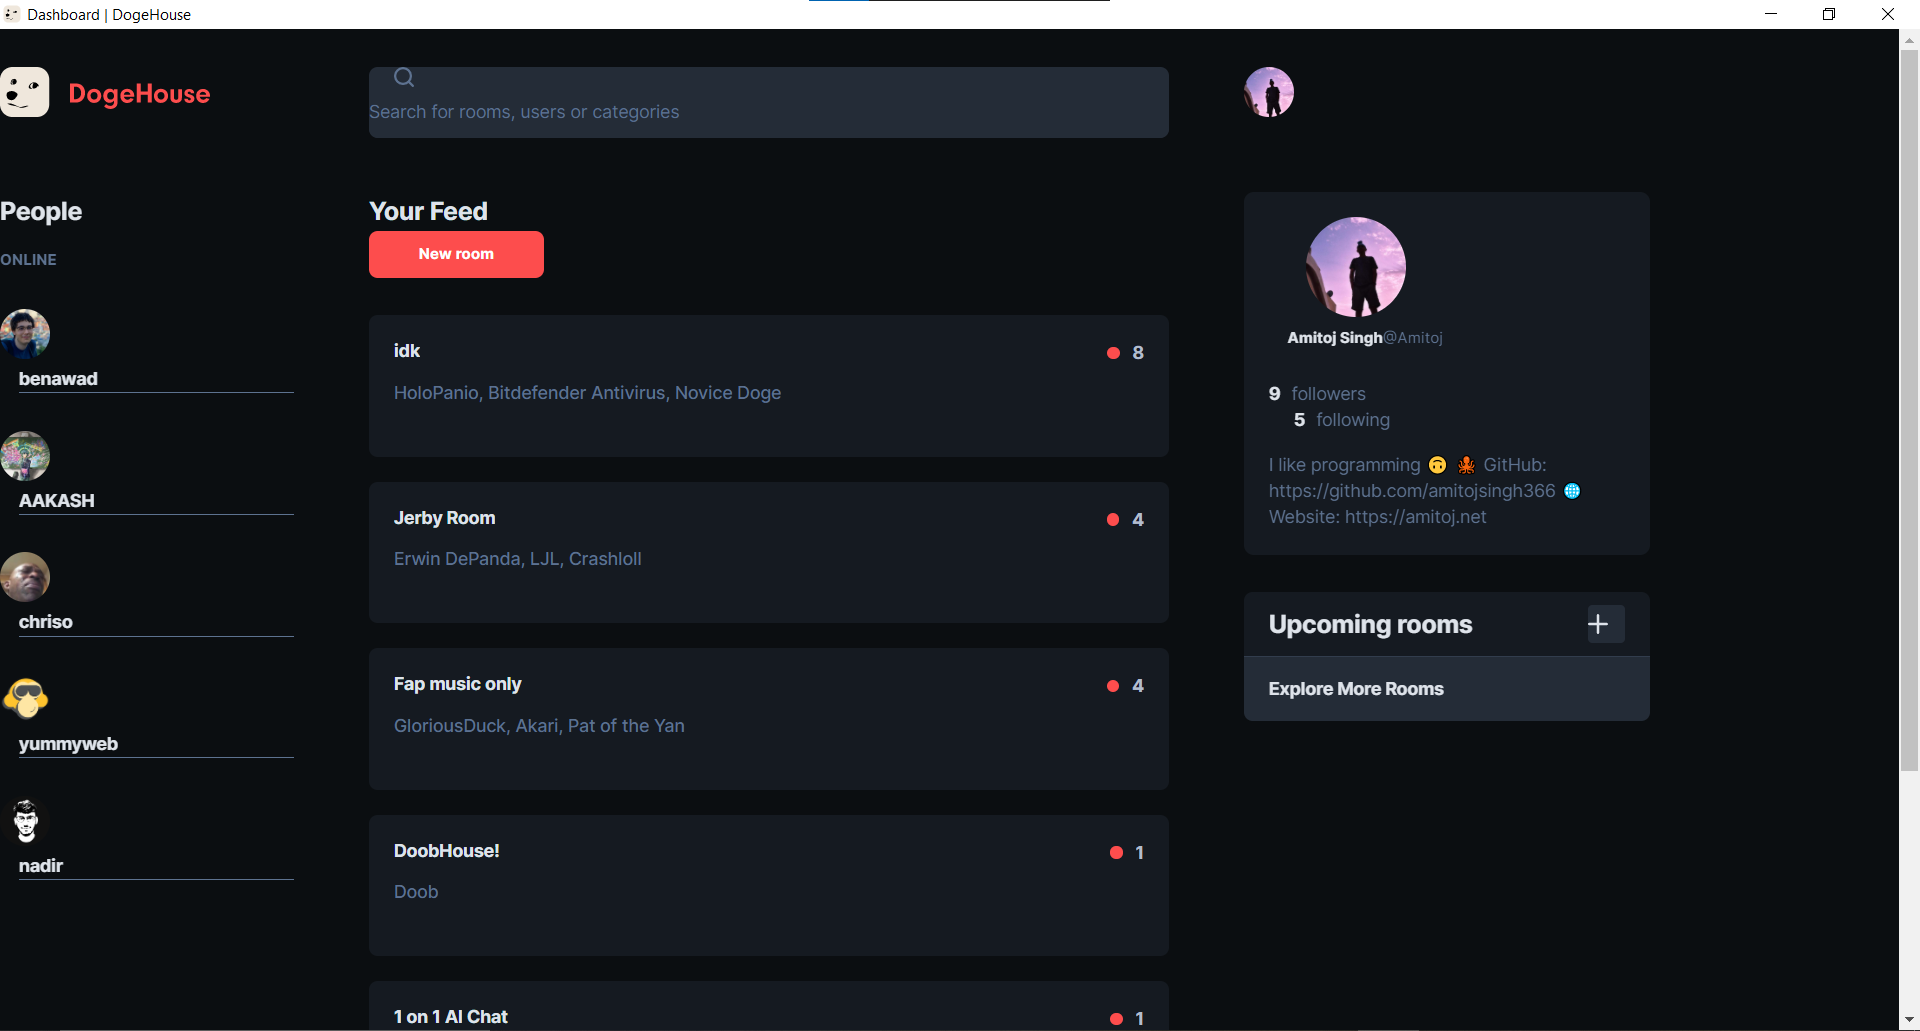 Dashboard | DogeHouse
DogeHouse
Search for rooms, users or categories
People
ONLINE
benawad
AAKASH
chriso
yummyweb
nadir
Your Feed
New room
idk
8
HoloPanio, Bitdefender Antivirus, Novice Doge
Jerby Room
4
Erwin DePanda, LJL, Crashloll
Fap music only
4
GloriousDuck, Akari, Pat of the Yan
DoobHouse!
1
Doob
1 on 1 AI Chat
1
Amitoj Singh@Amitoj
9 followers
5 following
I like programming 🙃 🐙 GitHub:
https://github.com/amitojsingh366 🌐
Website: https://amitoj.net
Upcoming rooms
Explore More Rooms